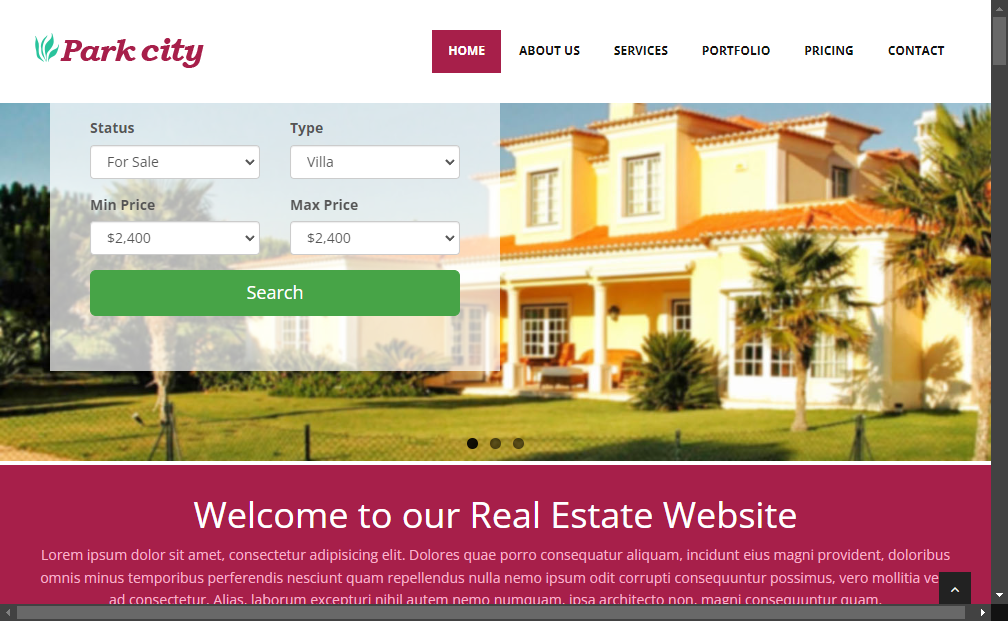 Park city
HOME ABOUT US SERVICES PORTFOLIO PRICING CONTACT
Status Type
For Sale Villa
Min Price Max Price
$2,400 $2,400
Search
Welcome to our Real Estate Website
Lorem ipsum dolor sit amet, consectetur adipisicing elit. Dolores quae porro consequatur aliquam, incidunt eius magni provident, doloribus
omnis minus temporibus perferendis nesciunt quam repellendus nulla nemo ipsum odit corrupti consequuntur possimus, vero mollitia
ad consectetur. Alias, laborum excepturi nihil autem nemo numquam, ipsa architecto non, magni consequuntur quam.